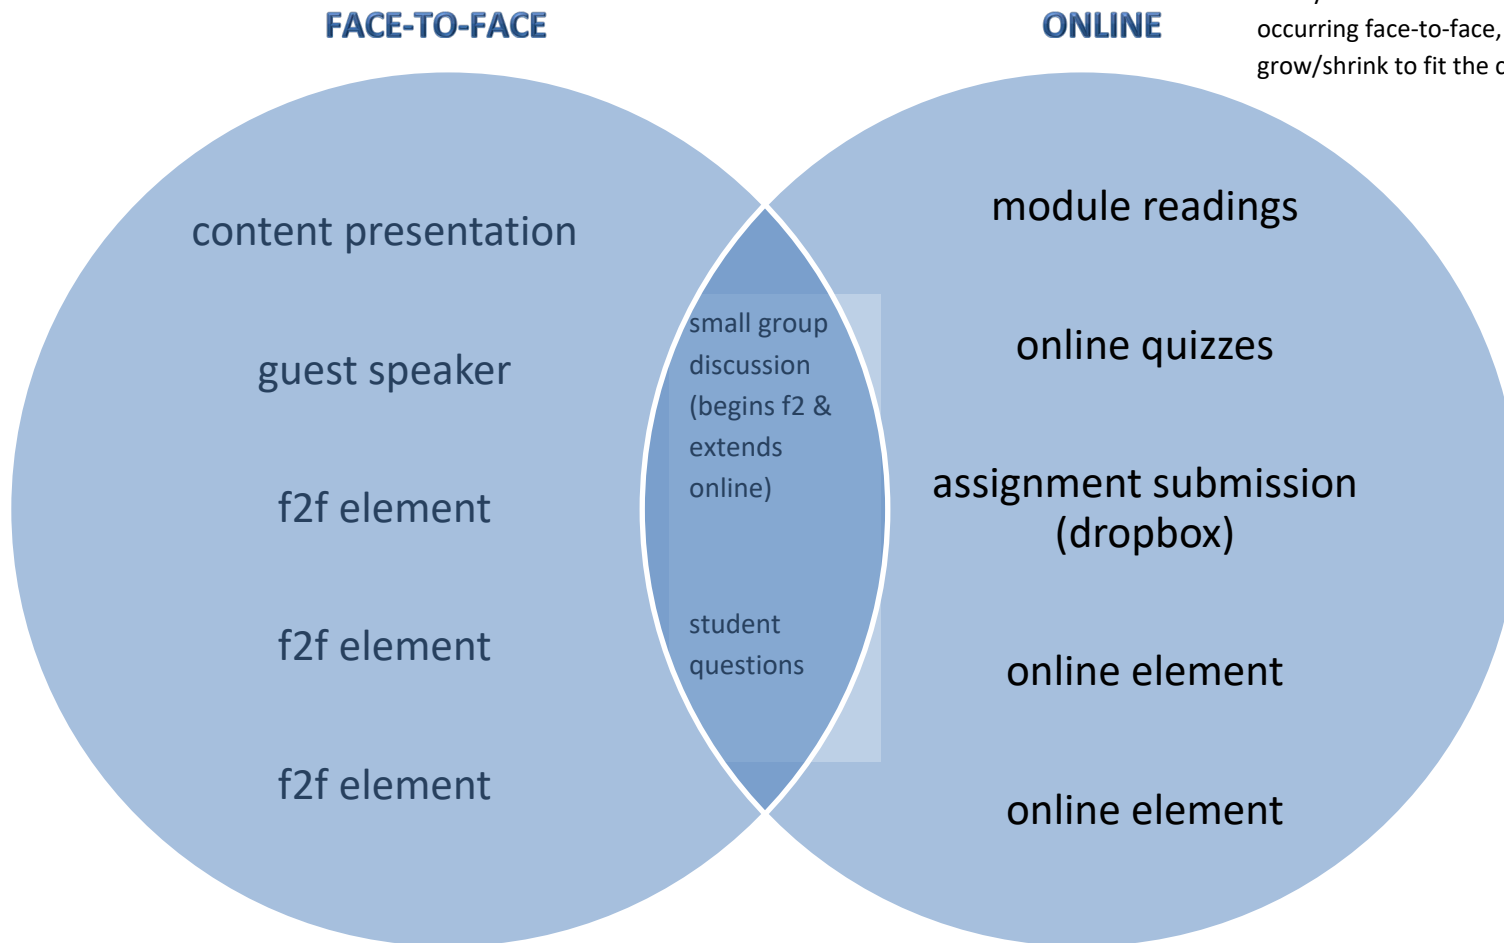 FACE-TO-FACE
ONLINE
occurring face-to-face,
grow/shrink to fit the
content presentation
guest speaker
f2f element
f2f element
f2f element
small group
discussion
(begins f2 &
extends
online)
student
questions
module readings
online quizzes
assignment submission
(dropbox)
online element
online element